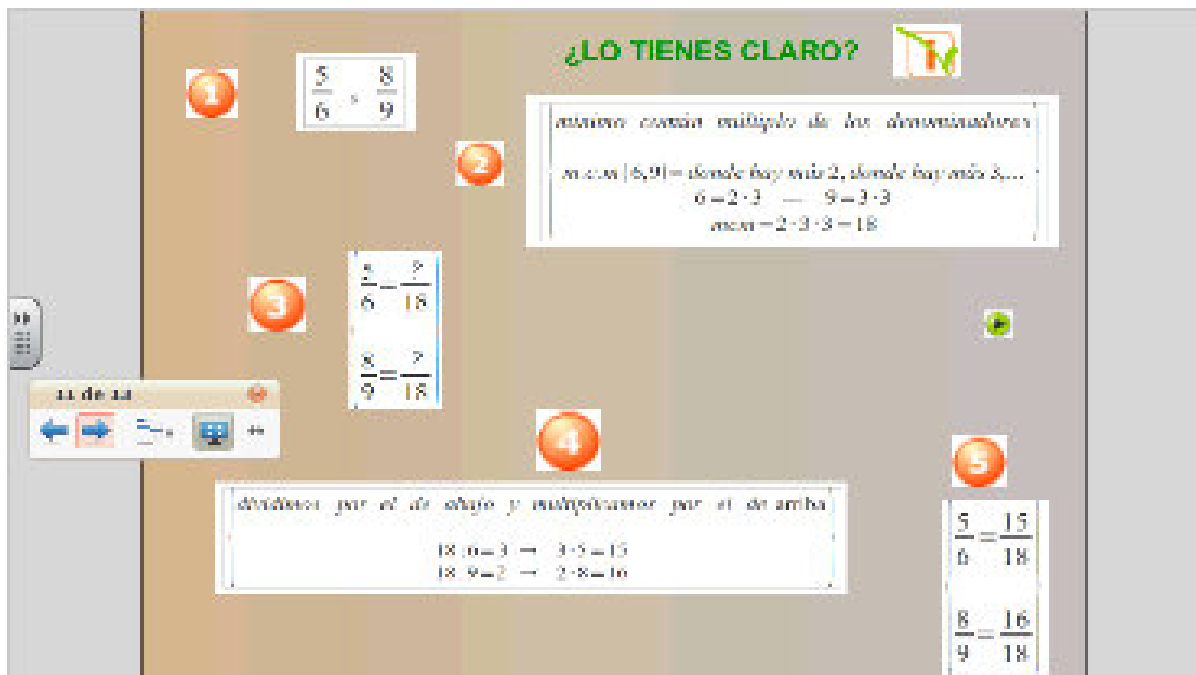 ¿LO TIENES CLARO?
1
5/6 , 8/9
2
mínimo común múltiplo de los denominadores
m.c.m (6,9)= donde hay más 2, donde hay más 3,...
6=2·3 — 9=3·3
mcm=2·3·3=18
3
5/6=?/18
8/9=?/18
11 de
4
dividimos por el de abajo y multiplicamos por el de arriba
18:6=3 → 3·5=15
18:9=2 → 2·8=16
5
5/6=15/18
8/9=16/18